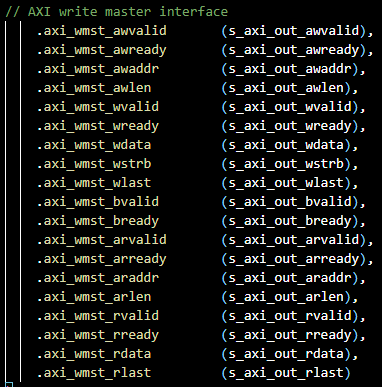 // AXI write master interface
.axi_wmst_awvalid (s_axi_out_awvalid),
.axi_wmst_awready (s_axi_out_awready),
.axi_wmst_awaddr (s_axi_out_awaddr),
.axi_wmst_awlen (s_axi_out_awlen),
.axi_wmst_wvalid (s_axi_out_wvalid),
.axi_wmst_wready (s_axi_out_wready),
.axi_wmst_wdata (s_axi_out_wdata),
.axi_wmst_wstrb (s_axi_out_wstrb),
.axi_wmst_wlast (s_axi_out_wlast),
.axi_wmst_bvalid (s_axi_out_bvalid),
.axi_wmst_bready (s_axi_out_bready),
.axi_wmst_arvalid (s_axi_out_arvalid),
.axi_wmst_arready (s_axi_out_arready),
.axi_wmst_araddr (s_axi_out_araddr),
.axi_wmst_arlen (s_axi_out_arlen),
.axi_wmst_rvalid (s_axi_out_rvalid),
.axi_wmst_rready (s_axi_out_rready),
.axi_wmst_rdata (s_axi_out_rdata),
.axi_wmst_rlast (s_axi_out_rlast)